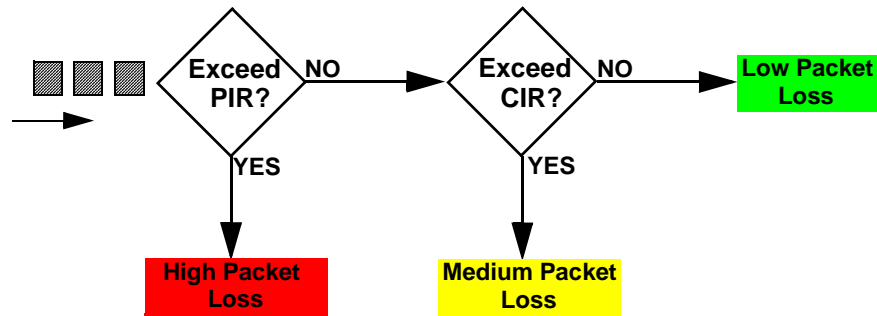 Exceed
PIR?
NO
Exceed
CIR?
NO
Low Packet
Loss
YES
YES
High Packet
Loss
Medium Packet
Loss